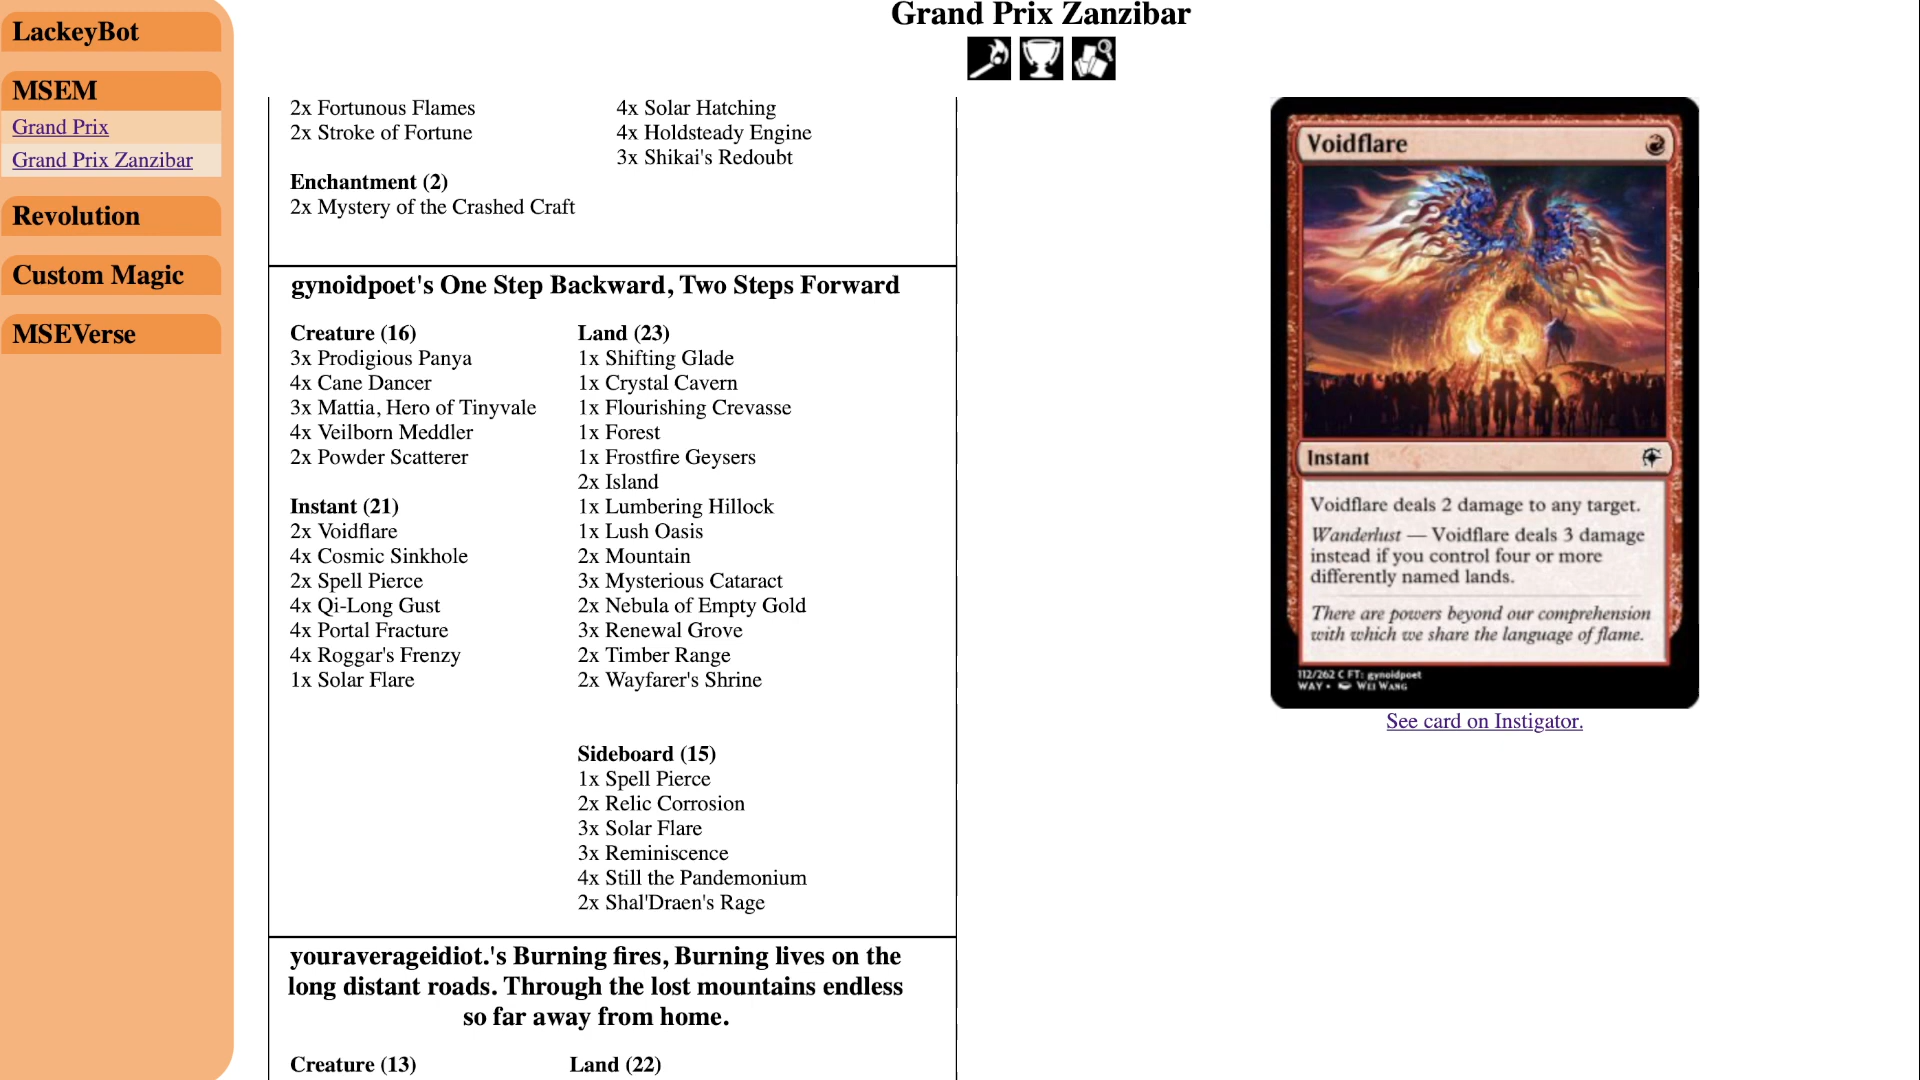 LackeyBot
MSEM
Grand Prix
Grand Prix Zanzibar
Revolution
Custom Magic
MSEVerse
Grand Prix Zanzibar
2x Fortunous Flames
2x Stroke of Fortune
Enchantment (2)
2x Mystery of the Crashed Craft
4x Solar Hatching
4x Holdsteady Engine
3x Shikai's Redoubt
gynoidpoet's One Step Backward, Two Steps Forward
Creature (16)
3x Prodigious Panya
4x Cane Dancer
3x Mattia, Hero of Tinyvale
4x Veilborn Meddler
2x Powder Scatterer
Instant (21)
2x Voidflare
4x Cosmic Sinkhole
2x Spell Pierce
4x Qi-Long Gust
4x Portal Fracture
4x Roggar's Frenzy
1x Solar Flare
Land (23)
1x Shifting Glade
1x Crystal Cavern
1x Flourishing Crevasse
1x Forest
1x Frostfire Geysers
2x Island
1x Lumbering Hillock
1x Lush Oasis
2x Mountain
3x Mysterious Cataract
2x Nebula of Empty Gold
3x Renewal Grove
2x Timber Range
2x Wayfarer's Shrine
Sideboard (15)
1x Spell Pierce
2x Relic Corrosion
3x Solar Flare
3x Reminiscence
4x Still the Pandemonium
2x Shal'Draen's Rage
youraverageidiot.'s Burning fires, Burning lives on the
long distant roads. Through the lost mountains endless
so far away from home.
Creature (13)
Land (22)
Voidflare
Instant
Voidflare deals 2 damage to any target.
Wanderlust — Voidflare deals 3 damage
instead if you control four or more
differently named lands.
There are powers beyond our comprehension
with which we share the language of flame.
112/262 C FT: gynoidpoet
WAY • Wei Wang
See card on Instigator.